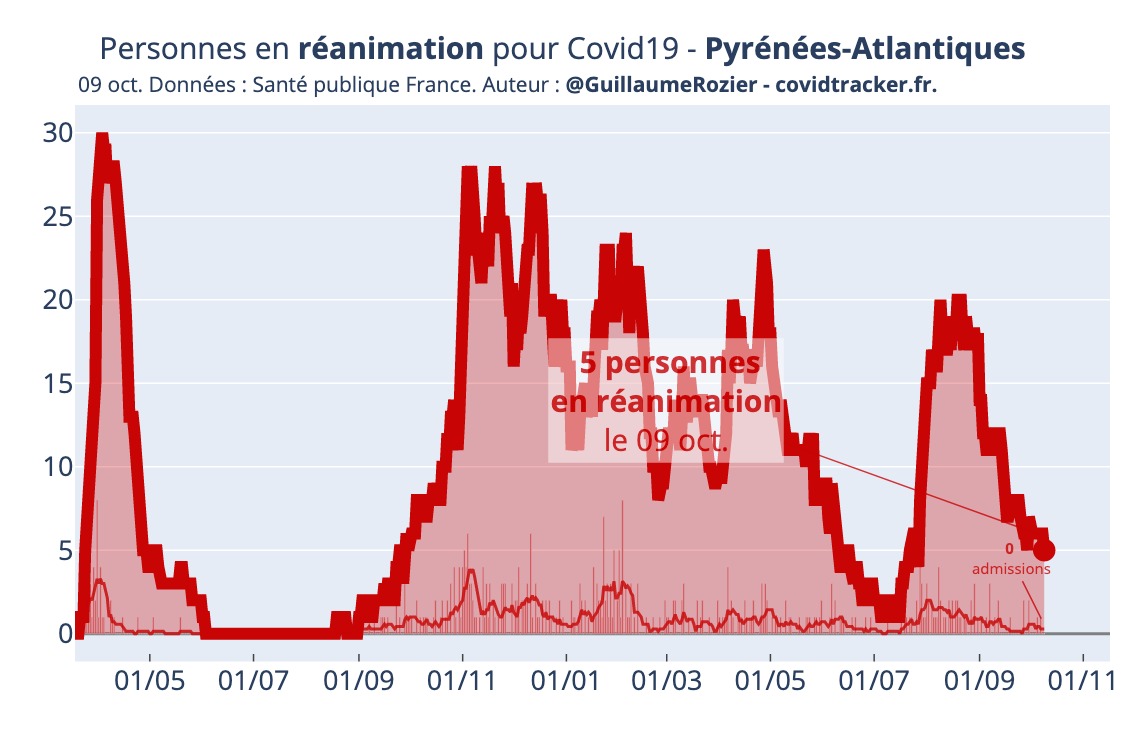 Personnes en réanimation pour Covid19 - Pyrénées-Atlantiques
09 oct. Données : Santé publique France. Auteur : @GuillaumeRozier - covidtracker.fr.
30
25
20
15
10
5
0
5 personnes
en réanimation
le 09 oct.
0
admissions
01/05 01/07 01/09 01/11 01/01 01/03 01/05 01/07 01/09 01/11